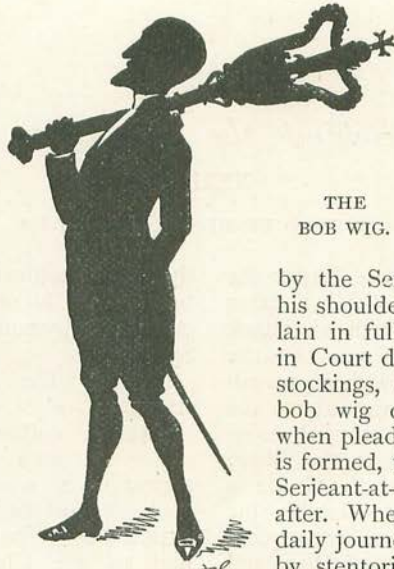 THE
BOB WIG.
by the Se
his shoulde
lain in ful
in Court d
stockings,
bob wig o
when plead
is formed,
Serjeant-at-
after. Whe
daily journe
by stentori